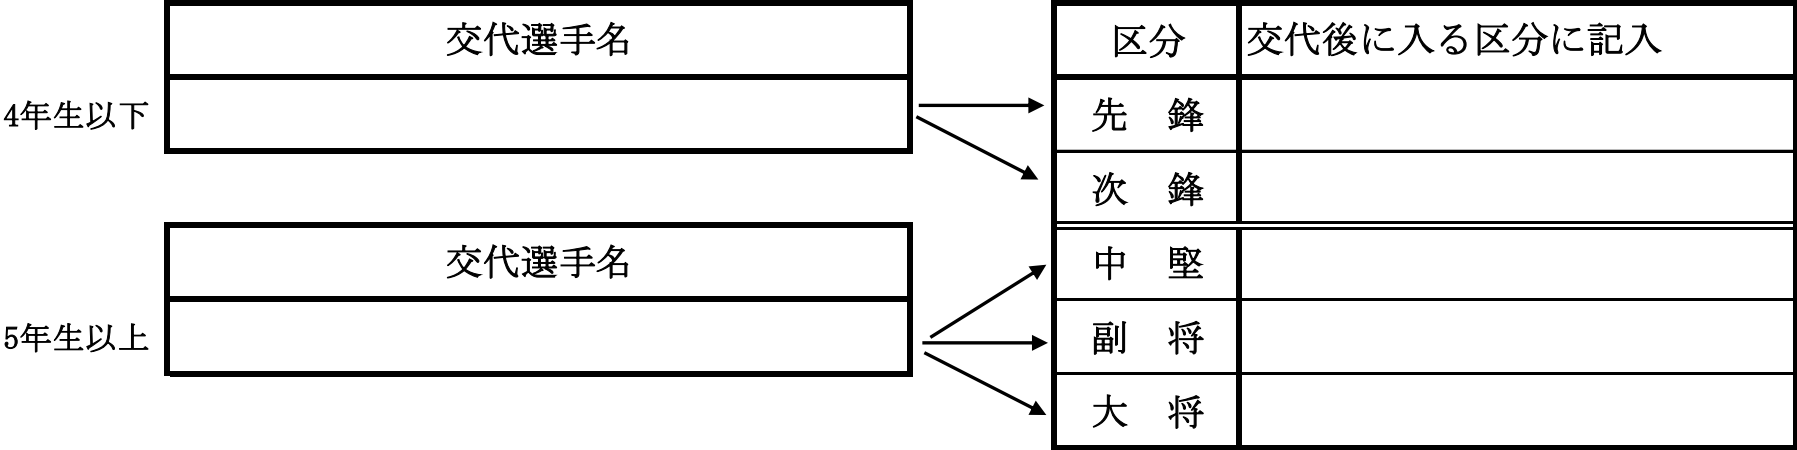 交代選手名
4年生以下
交代選手名
5年生以上
区分 交代後に入る区分に記入
先　鋒
次　鋒
中　堅
副　将
大　将